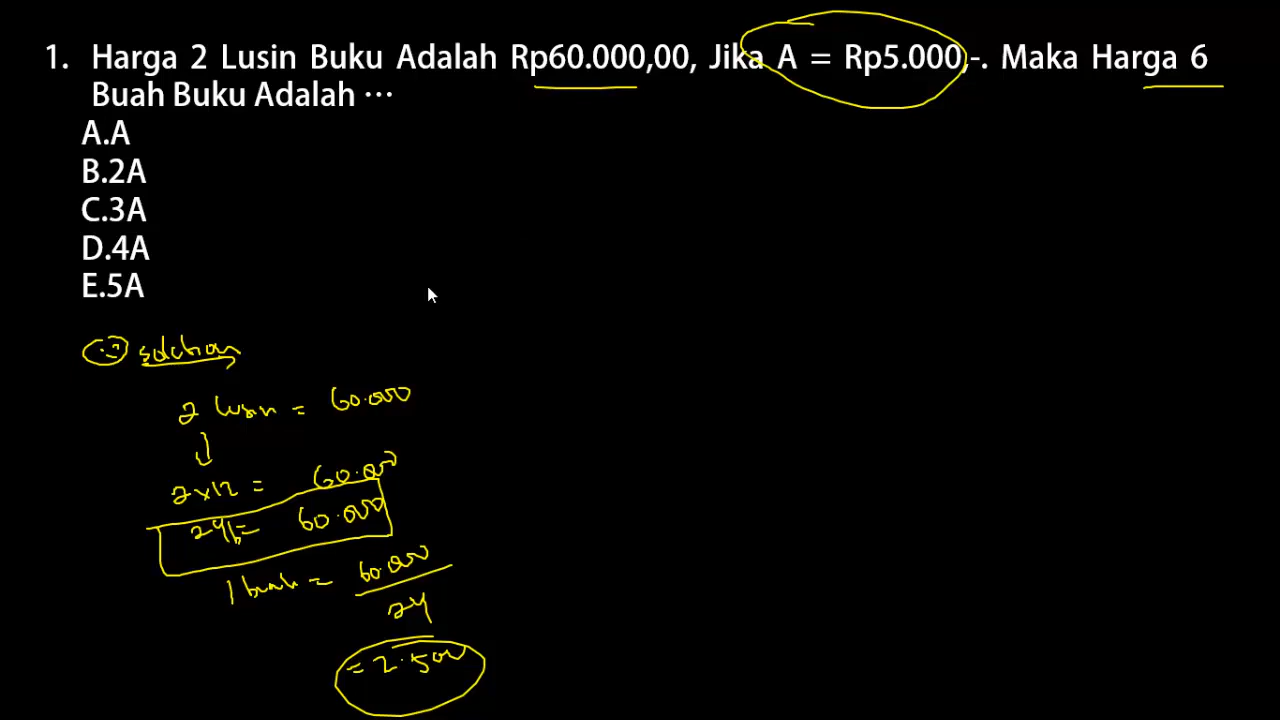 1. Harga 2 Lusin Buku Adalah Rp60.000,00, Jika A = Rp5.000,-. Maka Harga 6
Buah Buku Adalah ⋯
A.A
B.2A
C.3A
D.4A
E.5A
solution
2 lusin = 60.000
2x12 = 60.000
24b = 60.000
1 buah = 60.000
24
= 2.500